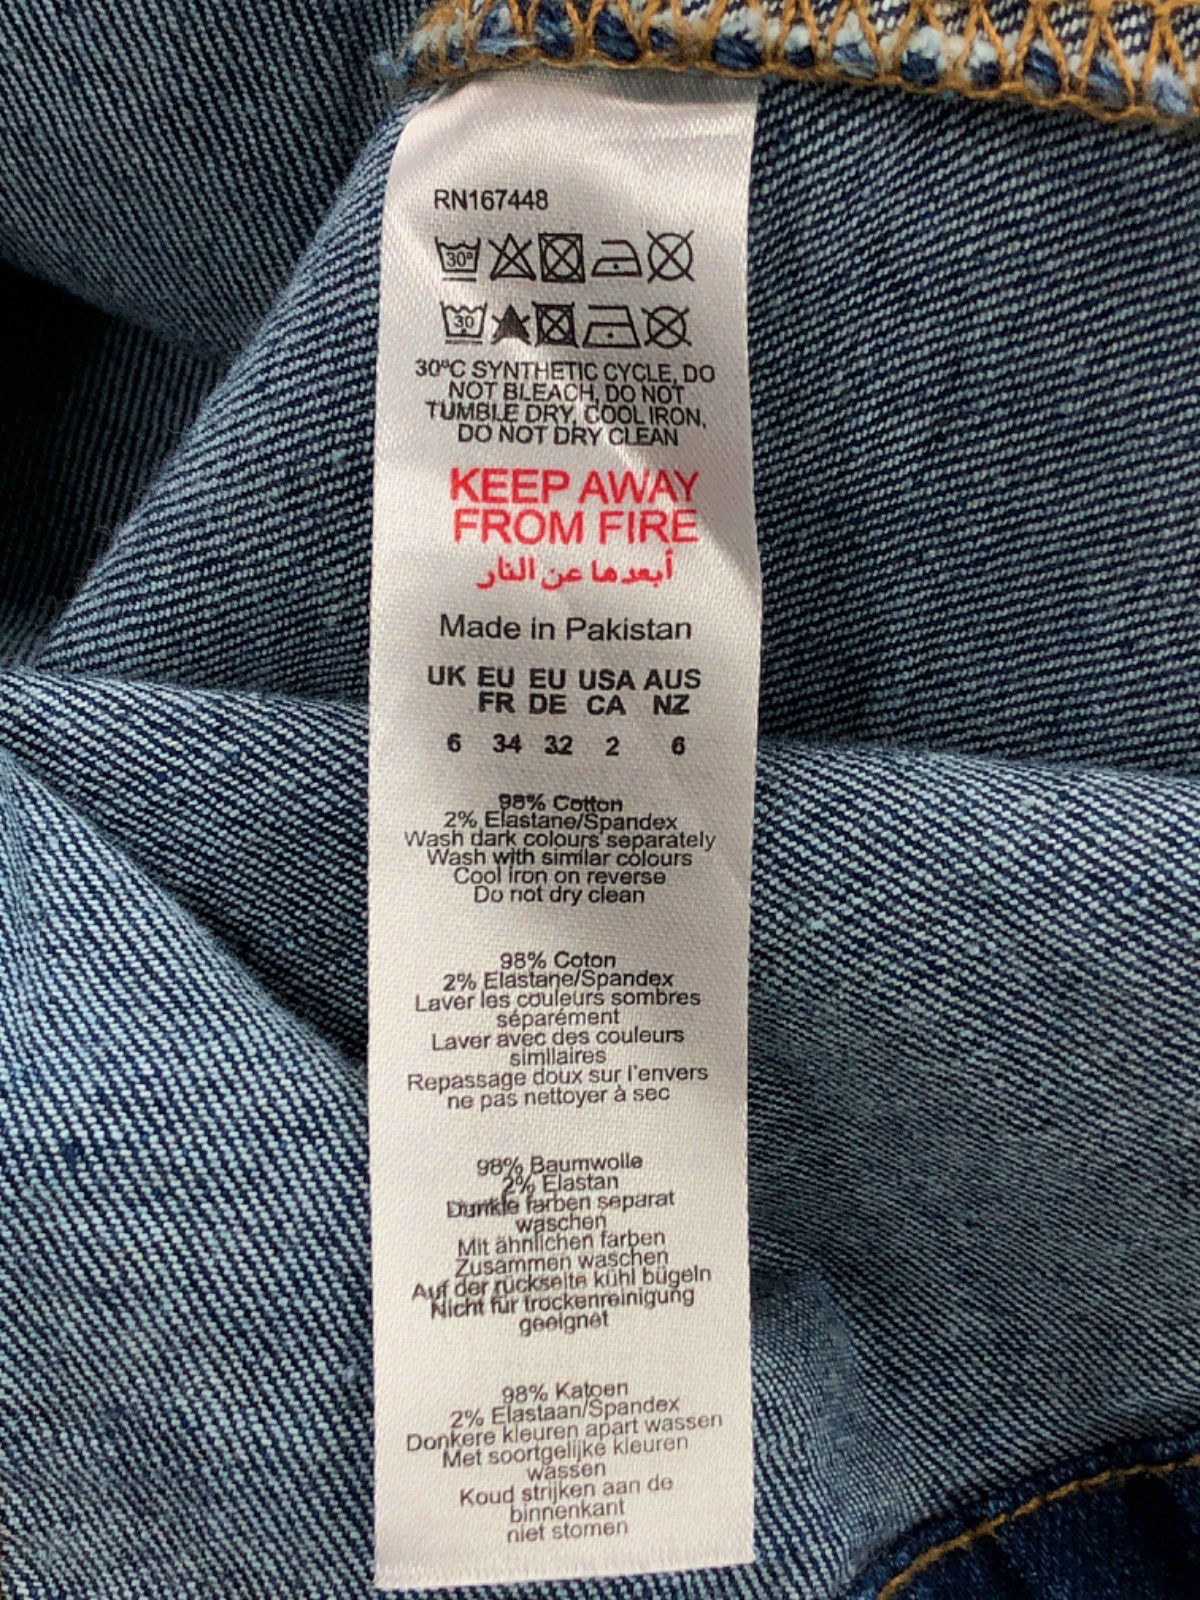 RN167448
30°
30
30°C SYNTHETIC CYCLE, DO
NOT BLEACH, DO NOT
TUMBLE DRY, COOL IRON,
DO NOT DRY CLEAN
KEEP AWAY
FROM FIRE
أبعدها عن النار
Made in Pakistan
UK EU EU USA AUS
FR DE CA NZ
6 34 32 2 6
98% Cotton
2% Elastane/Spandex
Wash dark colours separately
Wash with similar colours
Cool iron on reverse
Do not dry clean
98% Coton
2% Elastane/Spandex
Laver les couleurs sombres
séparément
Laver avec des couleurs
similaires
Repassage doux sur l'envers
ne pas nettoyer à sec
98% Baumwolle
2% Elastan
Dunkle farben separat
waschen
Mit ähnlichen farben
Zusammen waschen
Auf der rückseite kühl bügeln
Nicht für trockenreinigung
geeignet
98% Katoen
2% Elastaan/Spandex
Donkere kleuren apart wassen
Met soortgelijke kleuren
wassen
Koud strijken aan de
binnenkant
niet stomen